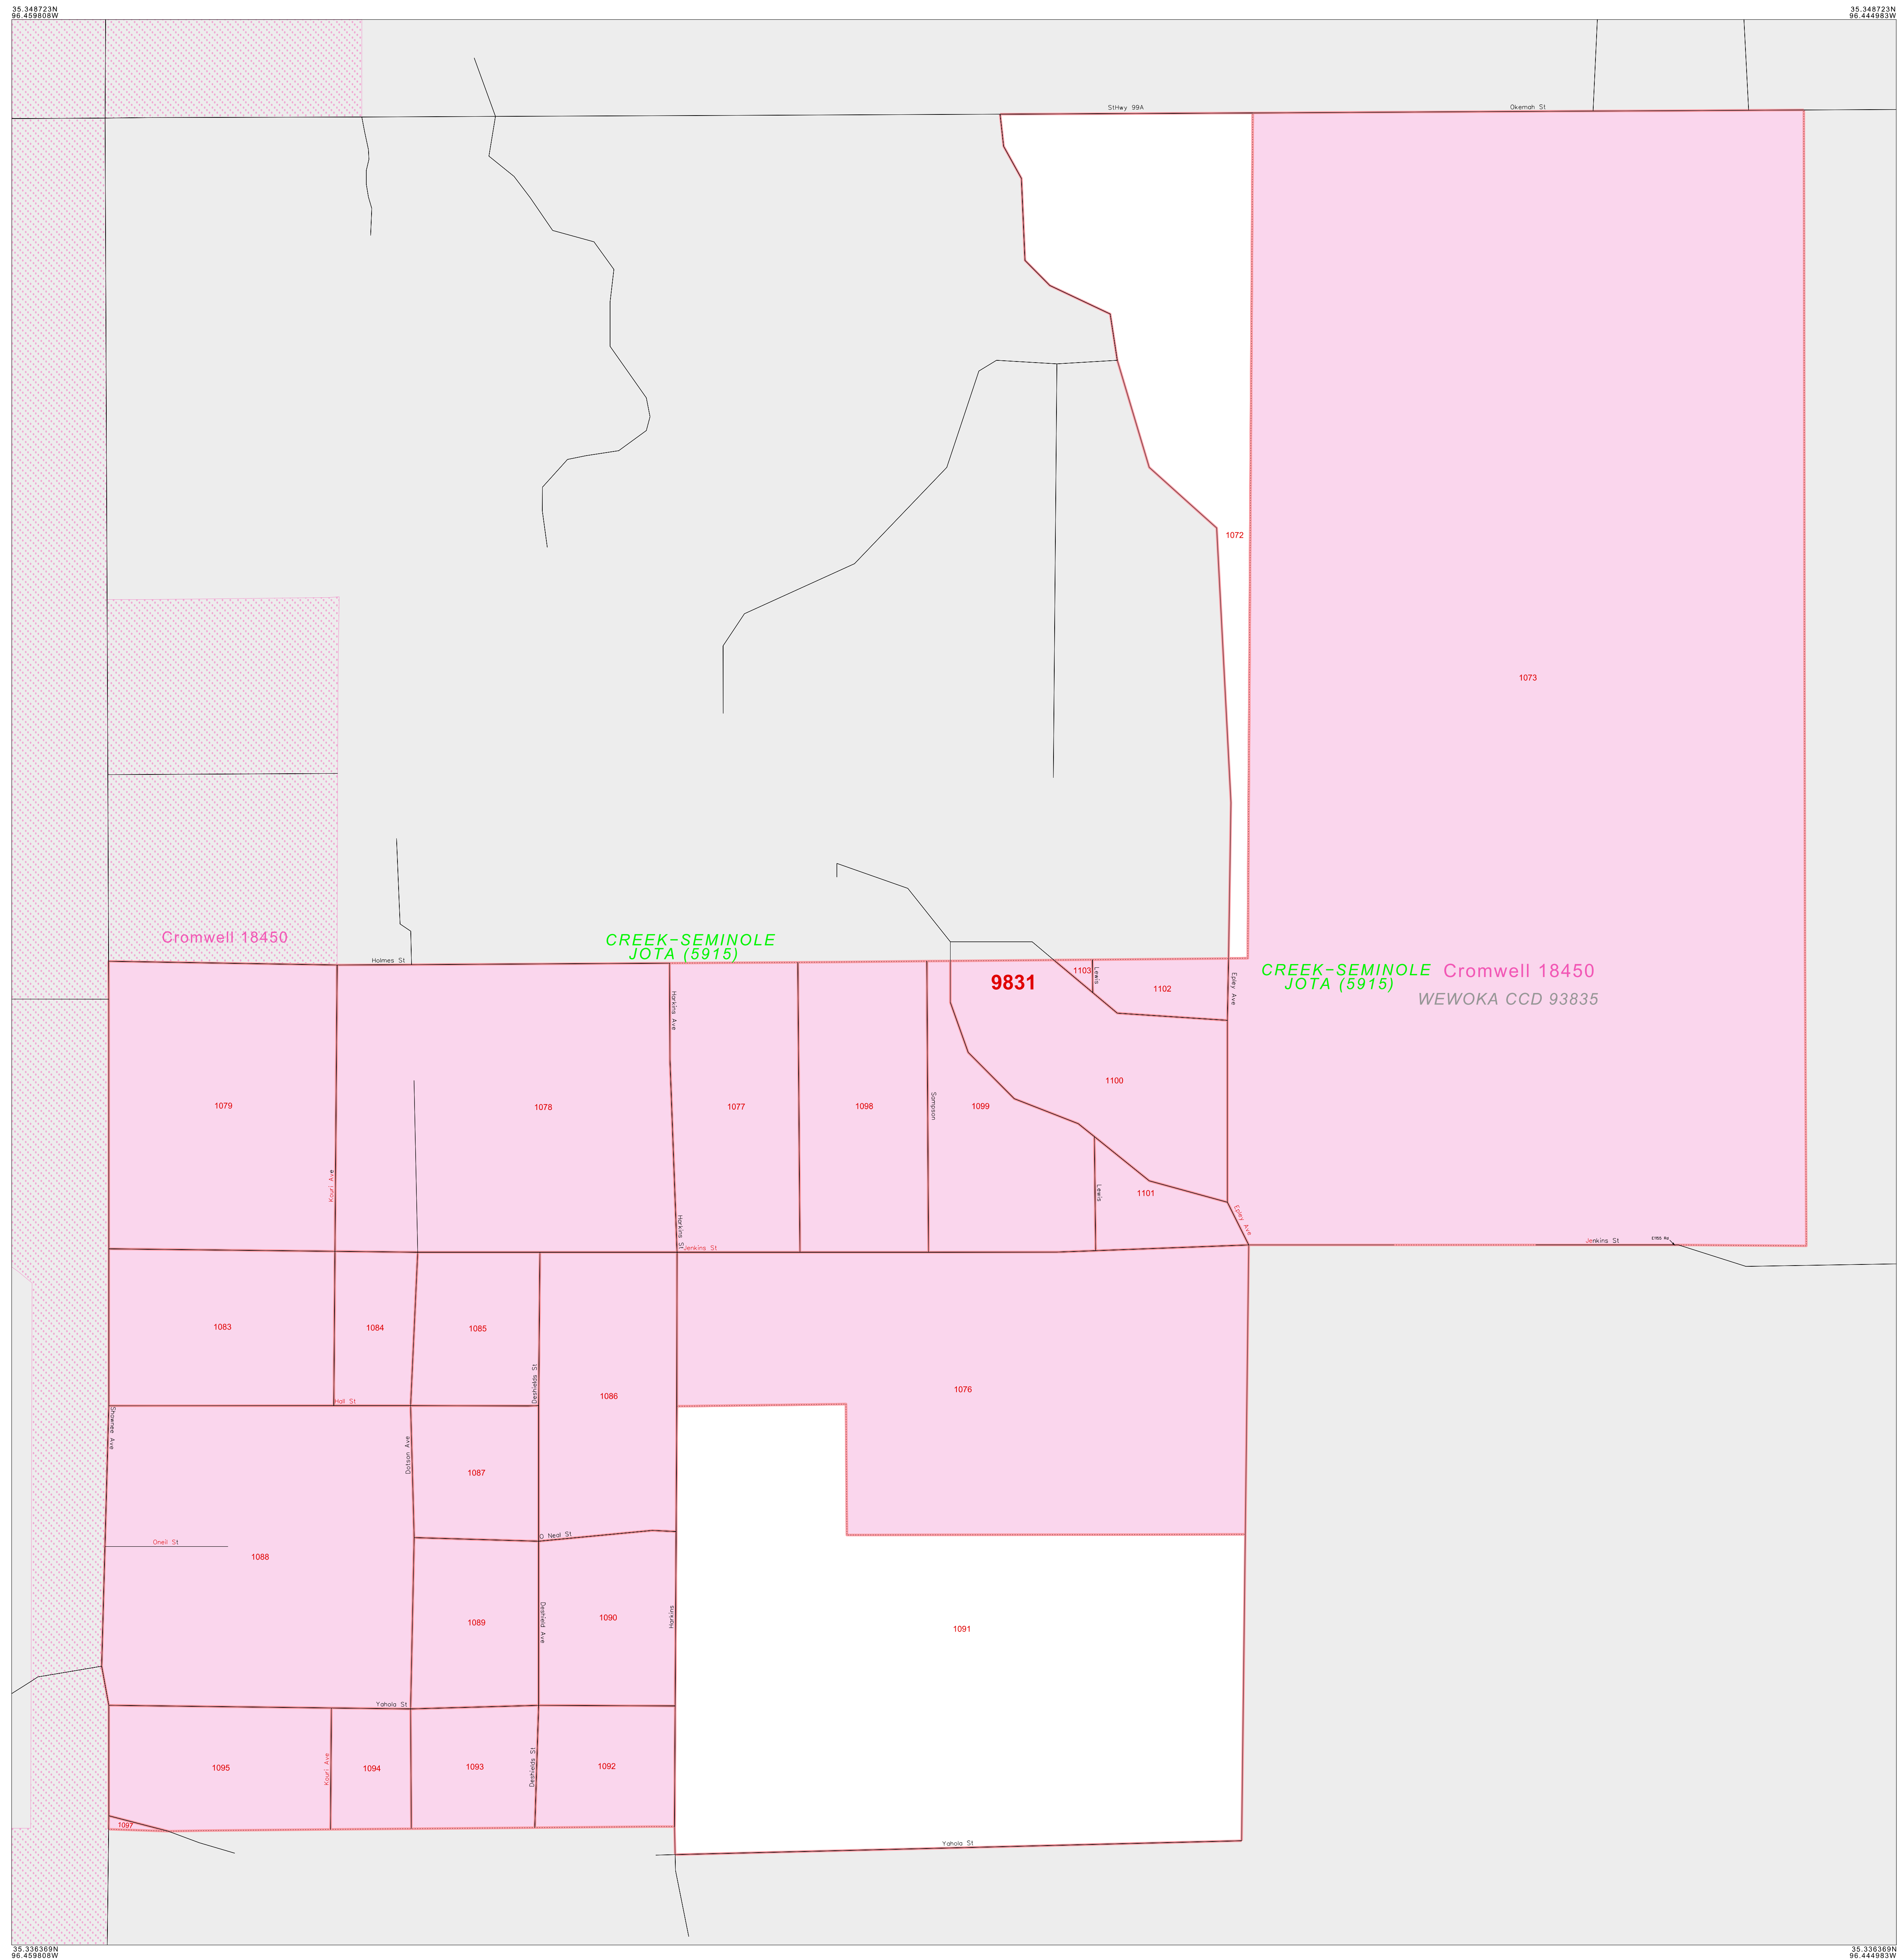 35.348723N
96.459808W
35.348723N
96.444983W
StHwy 99A
Okemah St
1072
1073
Cromwell 18450
CREEK-SEMINOLE
JOTA (5915)
Holmes St
9831
1103
Lewis
1102
Epley Ave
CREEK-SEMINOLE
JOTA (5915)
Cromwell 18450
WEWOKA CCD 93835
Harkins Ave
1079
1078
1077
1098
Sampson
1099
1100
Kouri Ave
Lewis
1101
Epley Ave
Harkins St
Jenkins St
Jenkins St
1083
1084
1085
Deshields St
1086
1076
Hall St
Shawnee Ave
Dotson Ave
1087
O Neal St
Oneil St
1088
1089
Deshield Ave
1090
Harkins
1091
Yahola St
1095
Kouri Ave
1094
1093
Deshields St
1092
1097
Yahola St
35.336369N
96.459808W
35.336369N
96.444983W